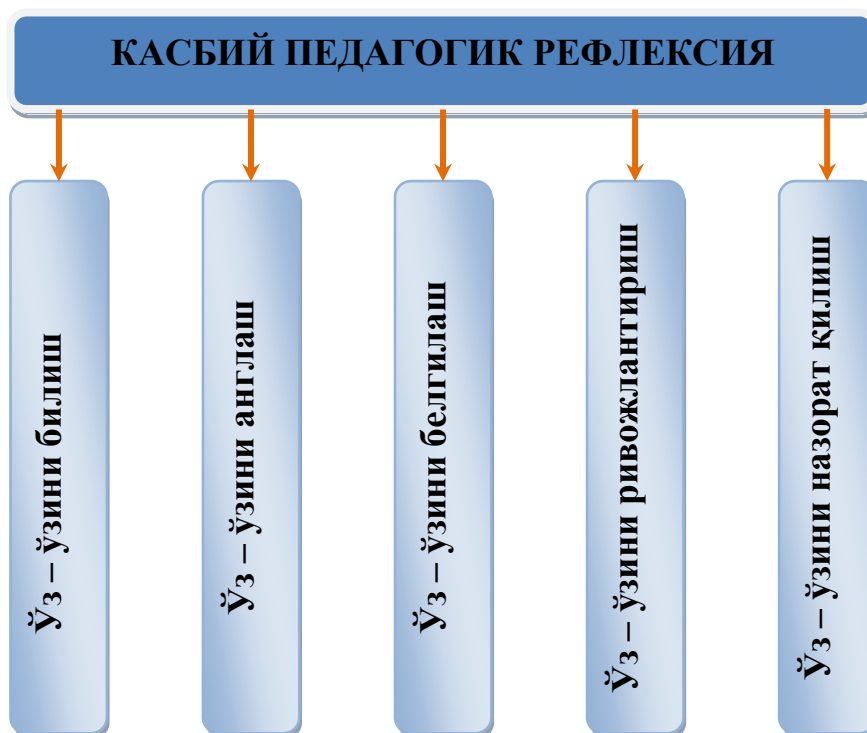 КАСБИЙ ПЕДАГОГИК РЕФЛЕКСИЯ
Ўз – ўзини билиш
Ўз – ўзини англаш
Ўз – ўзини белгилаш
Ўз – ўзини ривожлантириш
Ўз – ўзини назорат қилиш